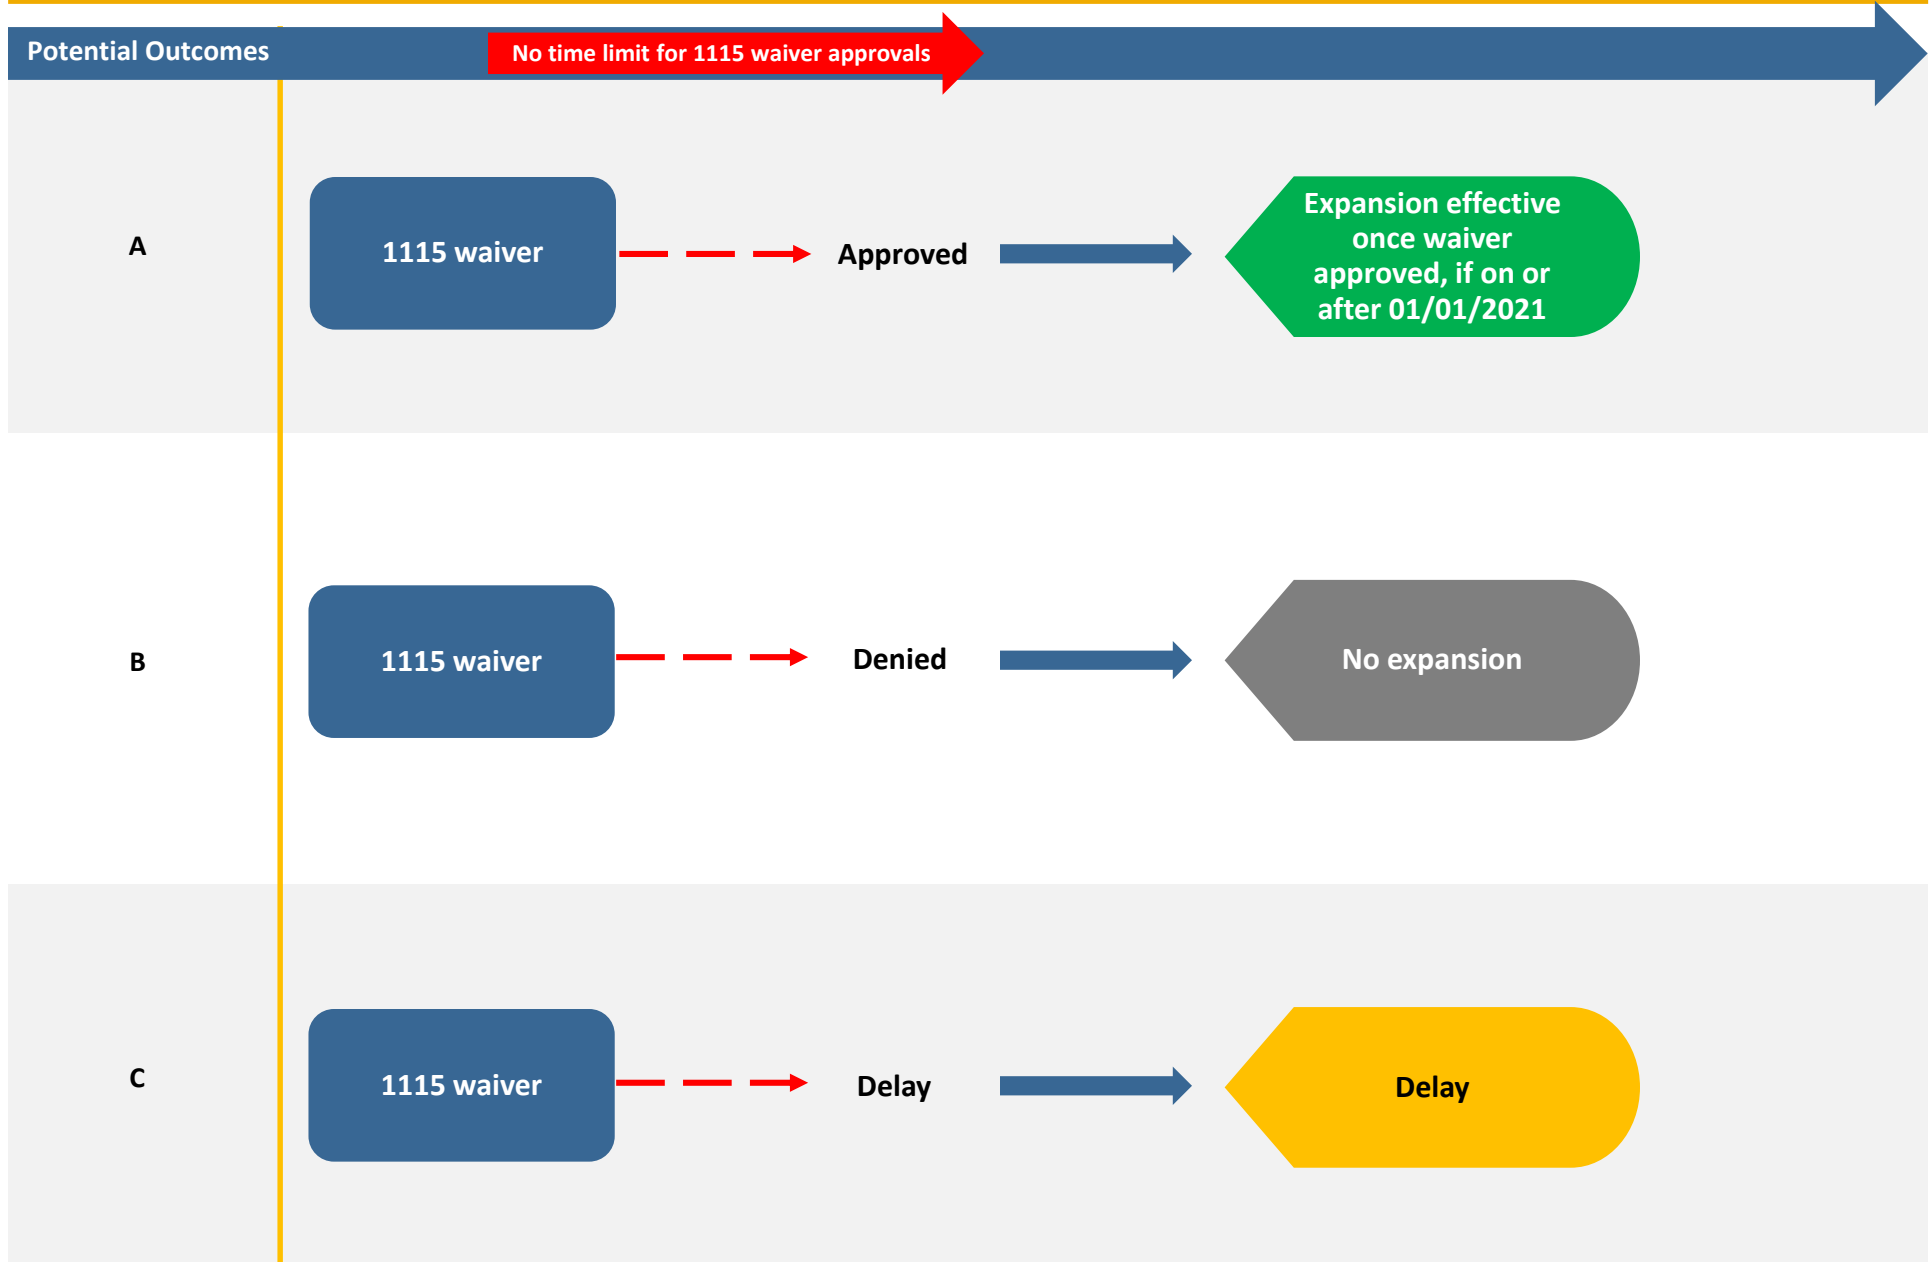 Potential Outcomes
No time limit for 1115 waiver approvals
A
1115 waiver
Approved
Expansion effective
once waiver
approved, if on or
after 01/01/2021
B
1115 waiver
Denied
No expansion
C
1115 waiver
Delay
Delay